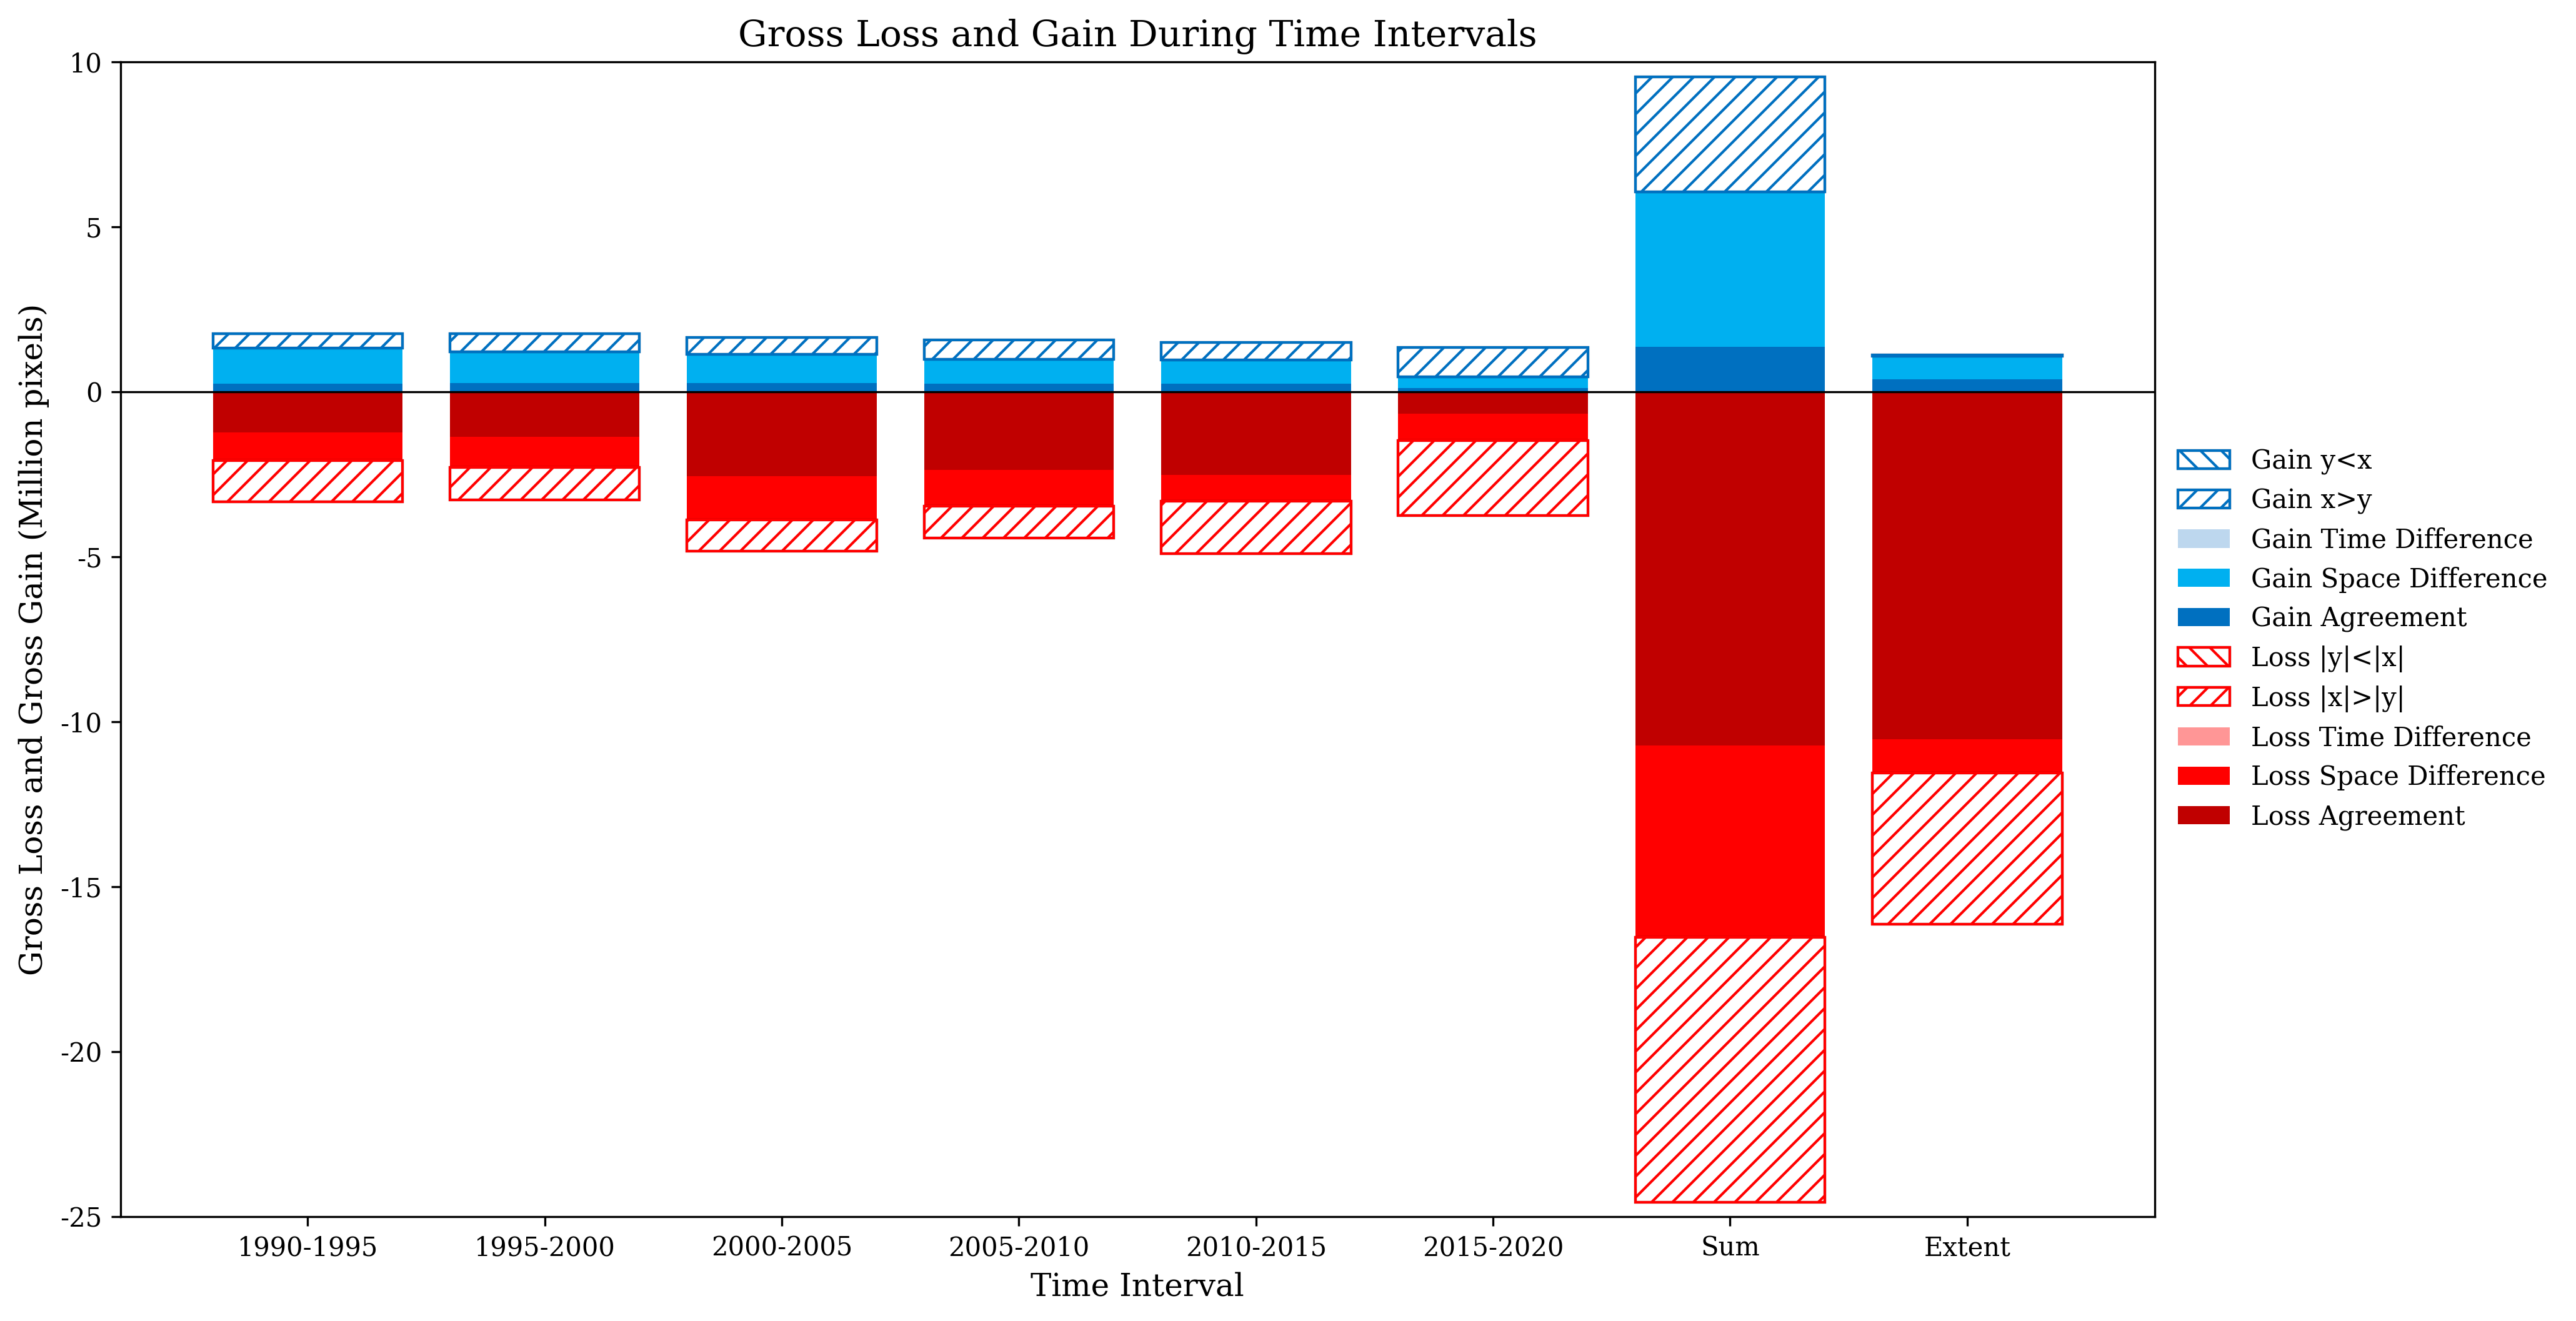 Gross Loss and Gain During Time Intervals
Gross Loss and Gross Gain (Million pixels)
10
5
0
-5
-10
-15
-20
-25
1990-1995
1995-2000
2000-2005
2005-2010
2010-2015
2015-2020
Sum
Extent
Time Interval
Gain y<x
Gain x>y
Gain Time Difference
Gain Space Difference
Gain Agreement
Loss |y|<|x|
Loss |x|>|y|
Loss Time Difference
Loss Space Difference
Loss Agreement